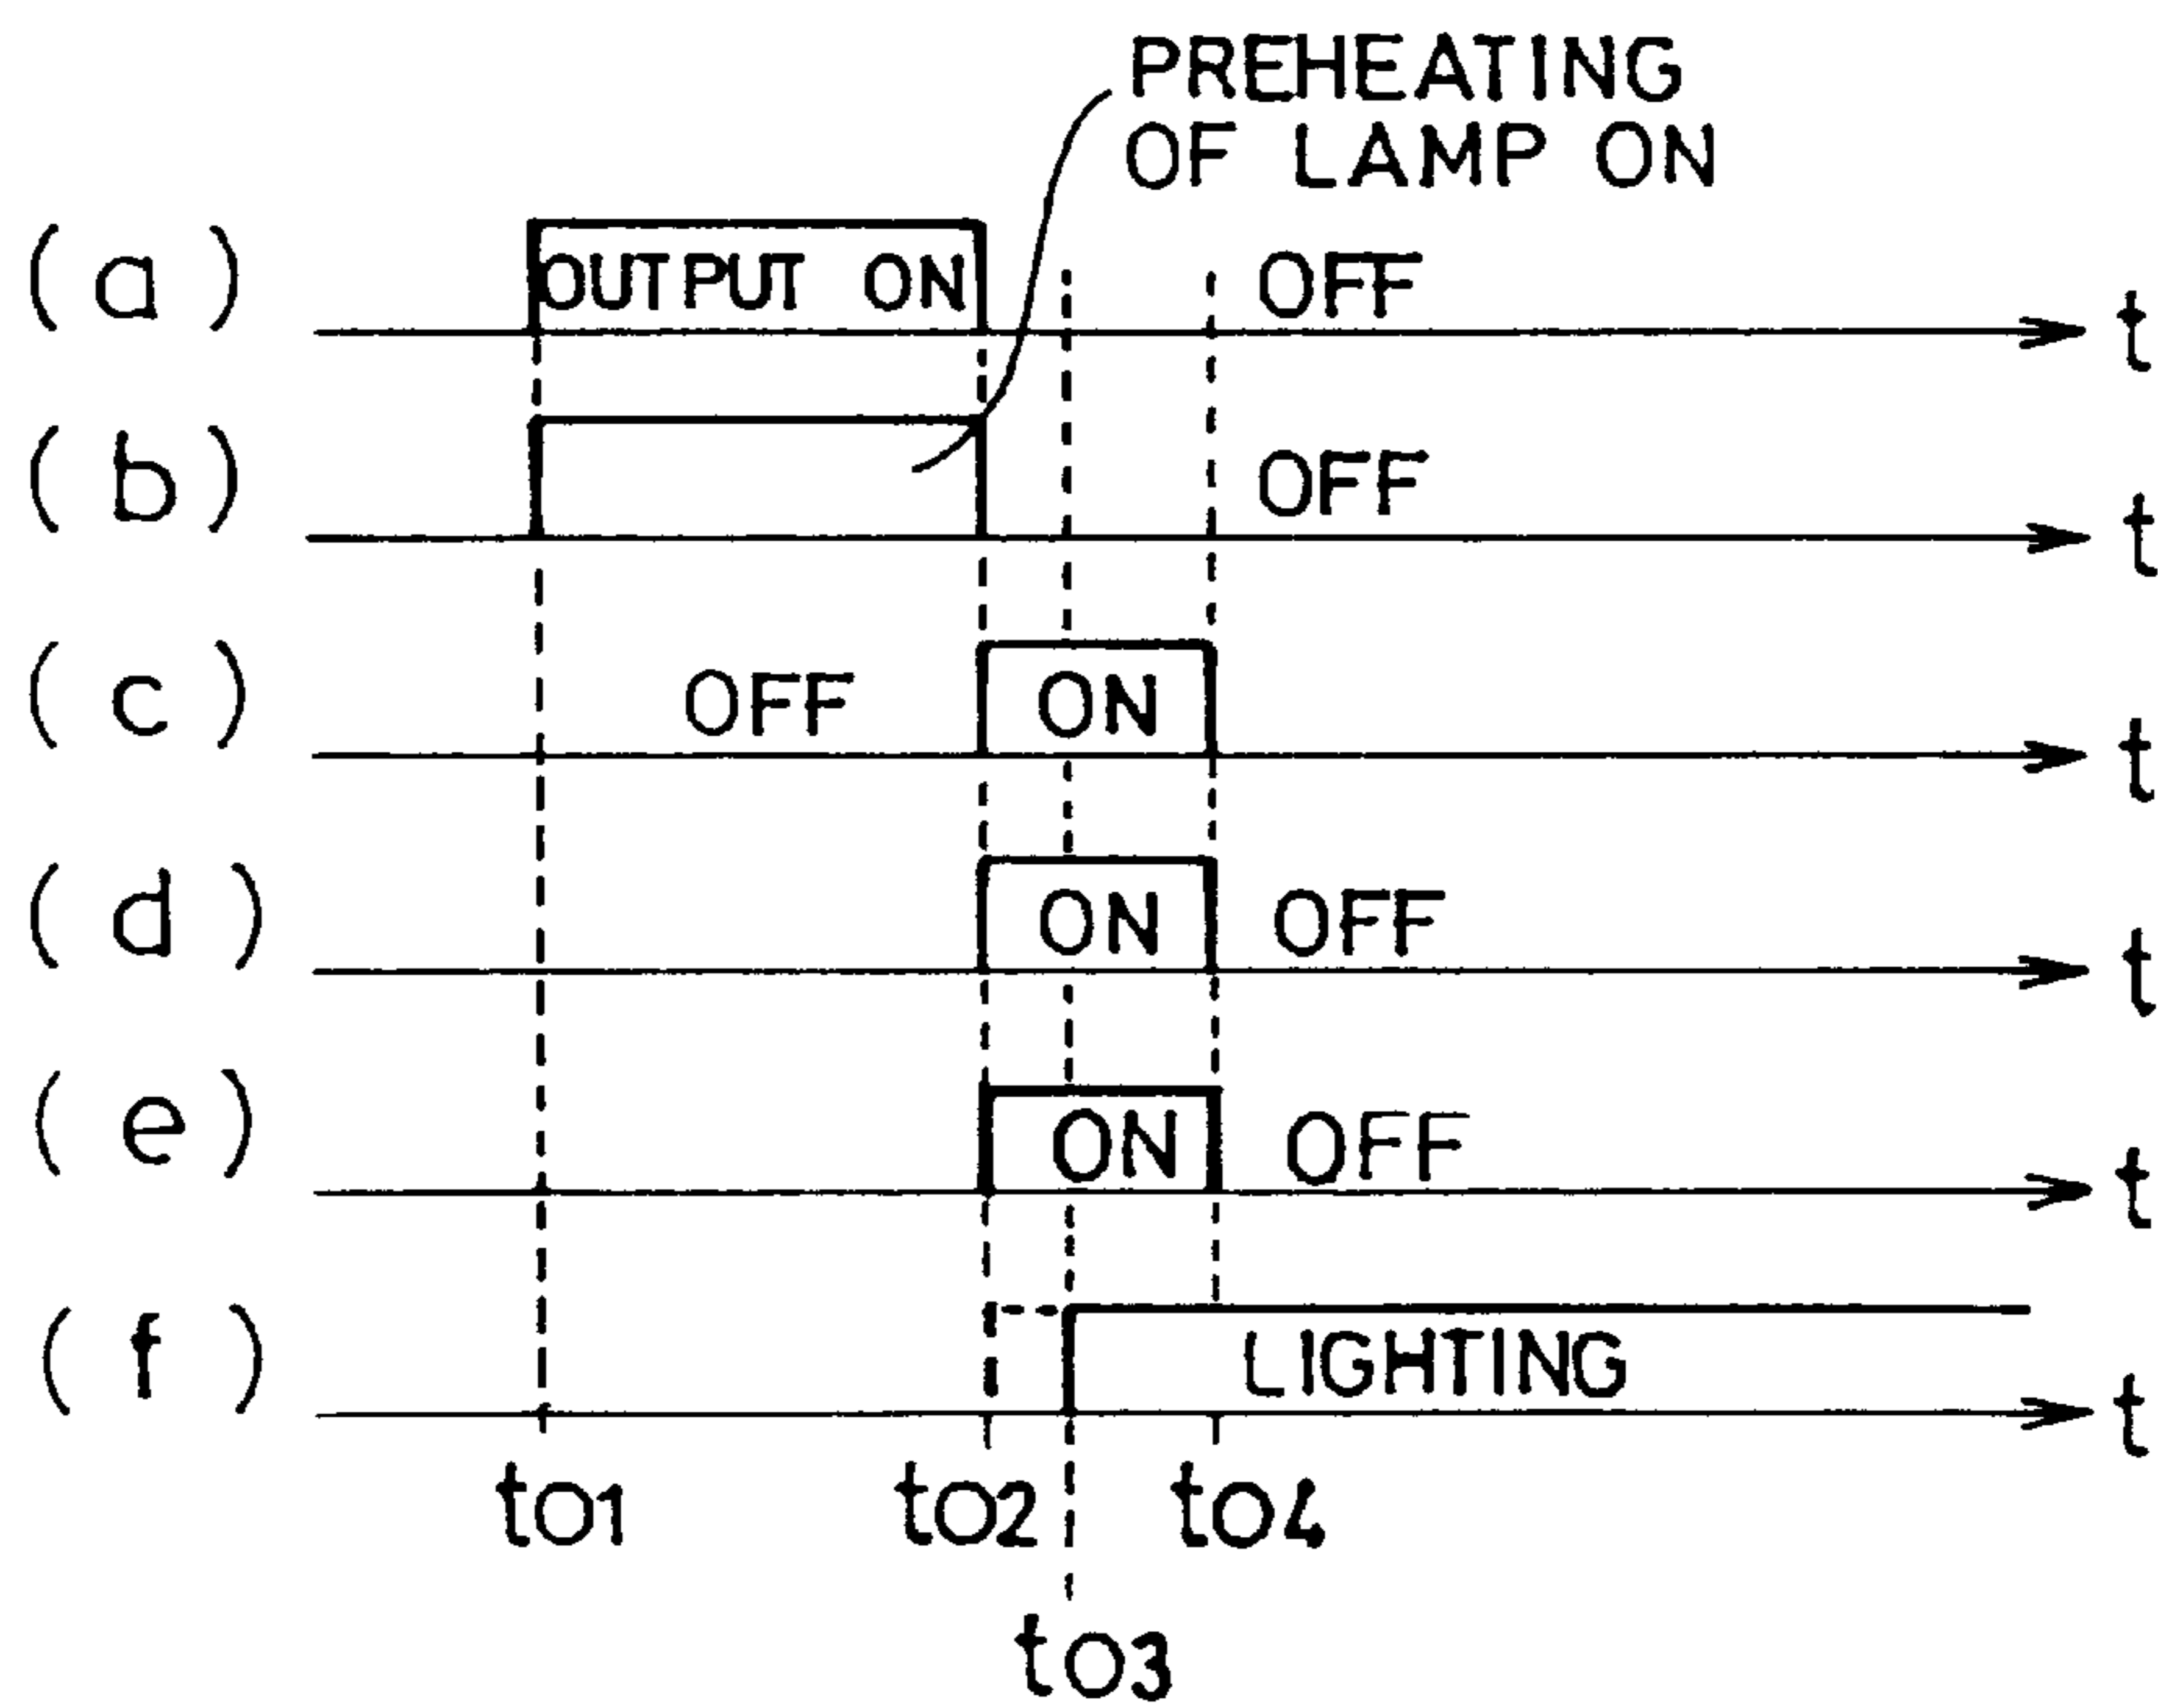 PREHEATING
OF LAMP ON
(a) OUTPUT ON OFF t
(b) OFF t
(c) OFF ON t
(d) ON OFF t
(e) ON OFF t
(f) LIGHTING t
to1 to2 to4
to3